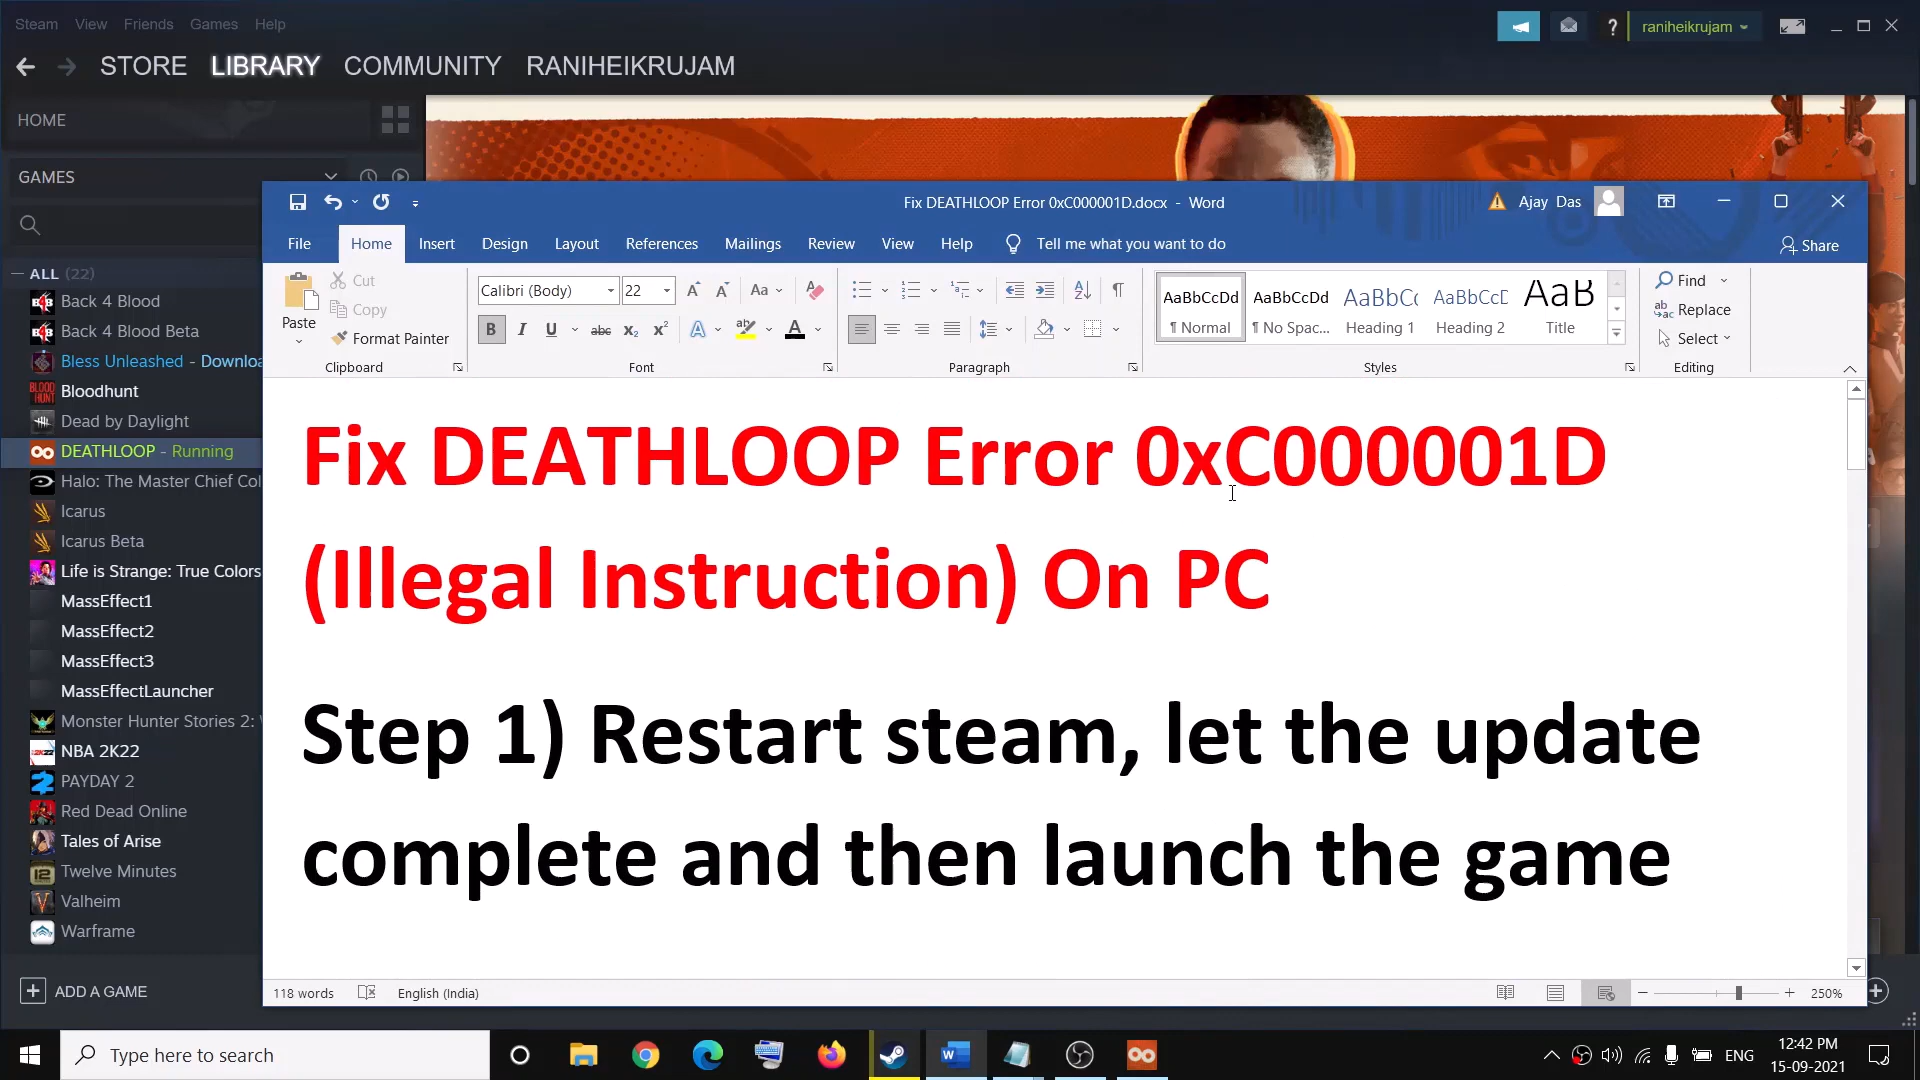 Steam View Friends Games Help
raniheikrujam
STORE LIBRARY COMMUNITY RANIHEIKRUJAM
HOME
GAMES
ALL (22)
Back 4 Blood
Back 4 Blood Beta
Bless Unleashed - Downloa
Bloodhunt
Dead by Daylight
DEATHLOOP - Running
Halo: The Master Chief Col
Icarus
Icarus Beta
Life is Strange: True Colors
MassEffect1
MassEffect2
MassEffect3
MassEffectLauncher
Monster Hunter Stories 2:
NBA 2K22
PAYDAY 2
Red Dead Online
Tales of Arise
Twelve Minutes
Valheim
Warframe
ADD A GAME
Fix DEATHLOOP Error 0xC000001D.docx - Word
Ajay Das
File Home Insert Design Layout References Mailings Review View Help Tell me what you want to do
Share
Paste
Cut
Copy
Format Painter
Clipboard
Calibri (Body) 22
Font
Paragraph
AaBbCcDd AaBbCcDd AaBbCc AaBbCcD AaB
¶ Normal ¶ No Spac... Heading 1 Heading 2 Title
Styles
Find
Replace
Select
Editing
Fix DEATHLOOP Error 0xC000001D
(Illegal Instruction) On PC
Step 1) Restart steam, let the update
complete and then launch the game
118 words English (India)
250%
Type here to search
ENG
12:42 PM
15-09-2021